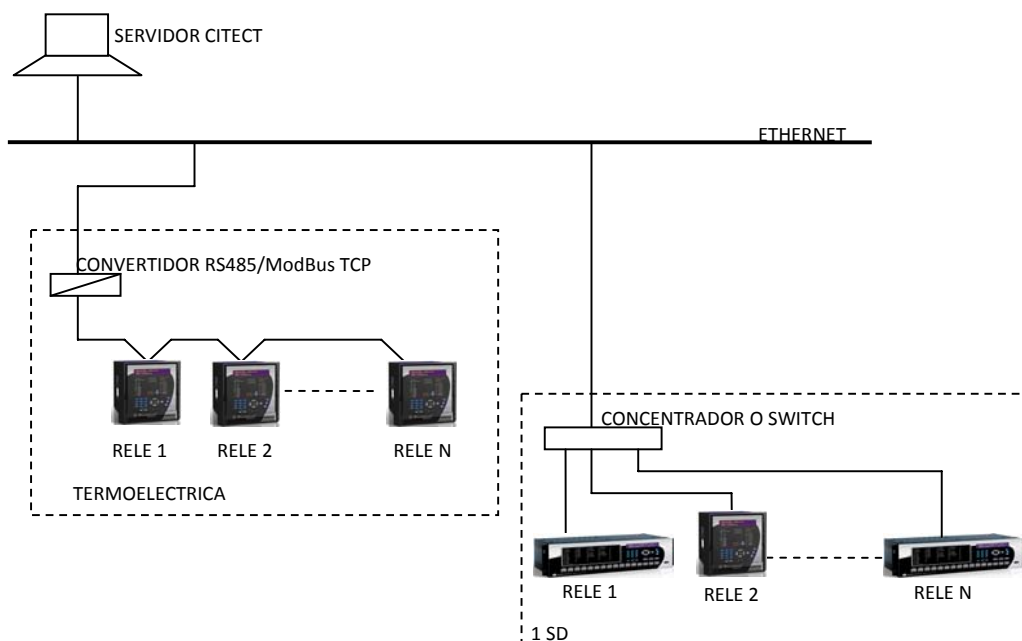 SERVIDOR CITECT
ETHERNET
CONVERTIDOR RS485/ModBus TCP
RELE 1
RELE 2
RELE N
TERMOELECTRICA
CONCENTRADOR O SWITCH
RELE 1
RELE 2
RELE N
1 SD